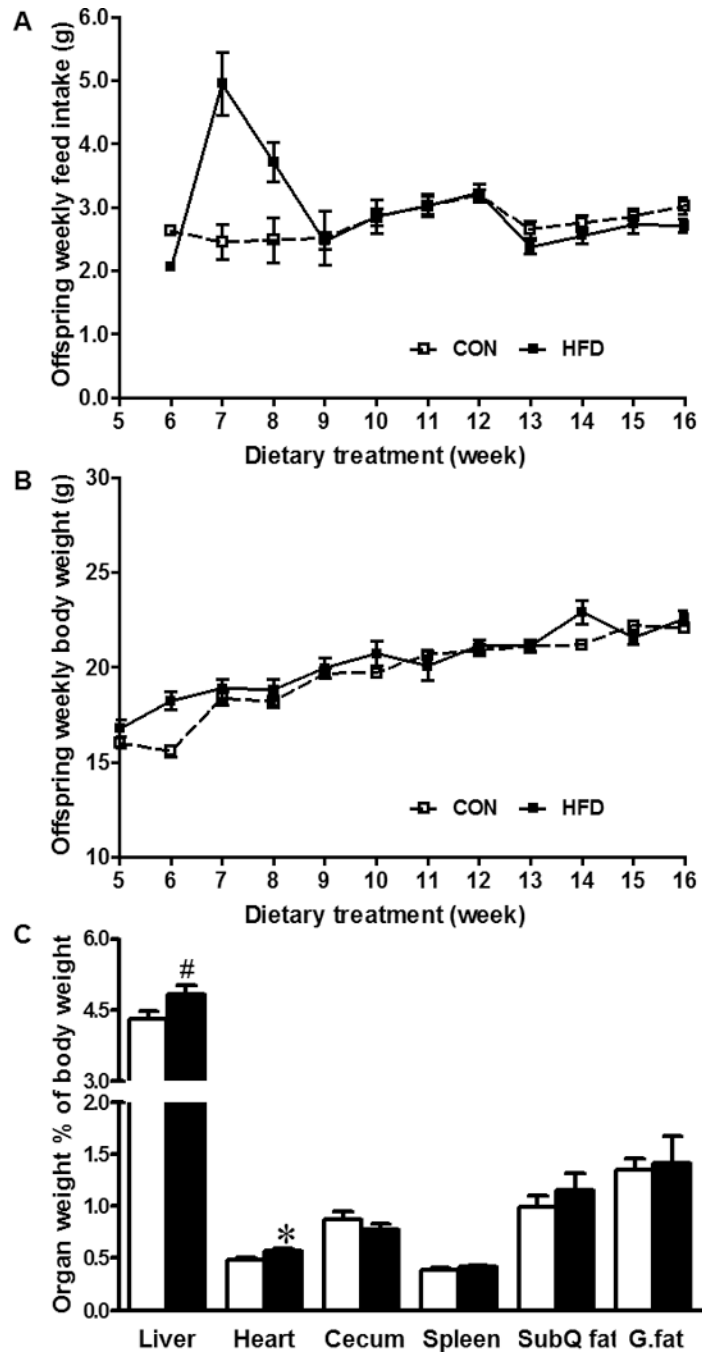 A
Offspring weekly feed intake (g)
6.0
5.0
4.0
3.0
2.0
1.0
0.0
CON HFD
5 6 7 8 9 10 11 12 13 14 15 16
Dietary treatment (week)
B
Offspring weekly body weight (g)
30
25
20
15
10
CON HFD
5 6 7 8 9 10 11 12 13 14 15 16
Dietary treatment (week)
C
Organ weight % of body weight
6.0
4.5
3.0
2.0
1.5
1.0
0.5
0.0
#
*
Liver Heart Cecum Spleen SubQ fat G.fat